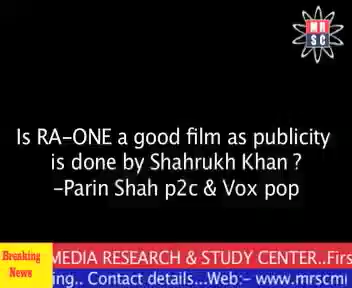 MR
SC
Is RA-ONE a good film as publicity
is done by Shahrukh Khan ?
-Parin Shah p2c & Vox pop
Breaking
News
MEDIA RESEARCH & STUDY CENTER..Firs
ing.. Contact details...Web:- www.mrscmi